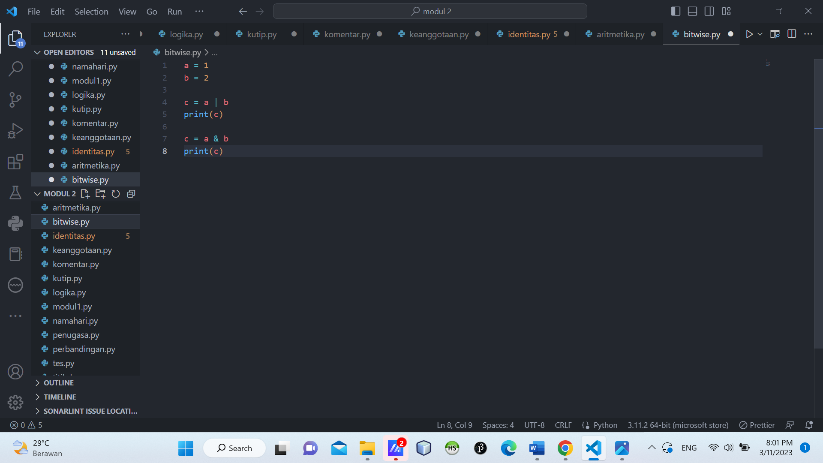 File Edit Selection View Go Run ··· modul 2
EXPLORER ···
logika.py kutip.py komentar.py keanggotaan.py identitas.py 5 aritmetika.py bitwise.py
OPEN EDITORS 11 unsaved
namahari.py
modul1.py
logika.py
kutip.py
komentar.py
keanggotaan.py
identitas.py 5
aritmetika.py
bitwise.py
MODUL 2
aritmetika.py
bitwise.py
identitas.py 5
keanggotaan.py
komentar.py
kutip.py
logika.py
modul1.py
namahari.py
penugasa.py
perbandingan.py
tes.py
OUTLINE
TIMELINE
SONARLINT ISSUE LOCATI...
11
bitwise.py > ...
1 a = 1
2 b = 2
3
4 c = a | b
5 print(c)
6
7 c = a & b
8 print(c)
0 5 Ln 8, Col 9 Spaces: 4 UTF-8 CRLF Python 3.11.2 64-bit (microsoft store) Prettier
29°C
Berawan
Search
2
HS
ENG
8:01 PM
3/11/2023
1